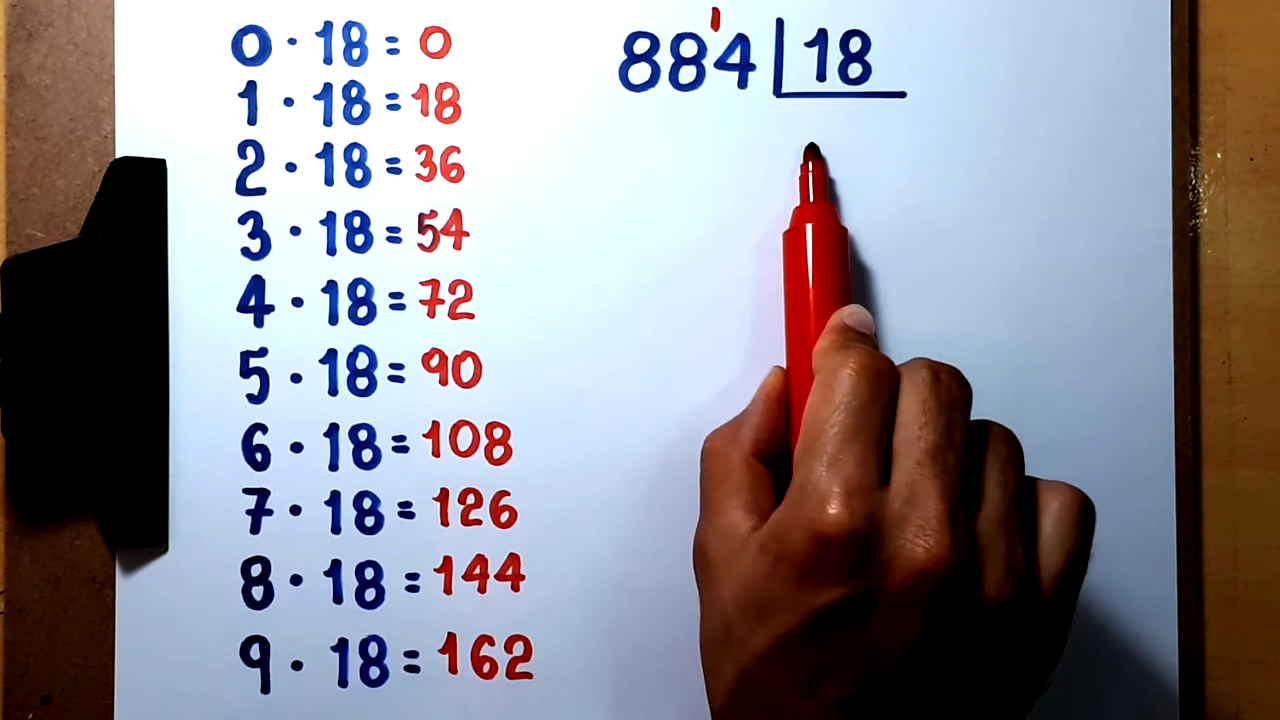 0 · 18 = 0
1 · 18 = 18
2 · 18 = 36
3 · 18 = 54
4 · 18 = 72
5 · 18 = 90
6 · 18 = 108
7 · 18 = 126
8 · 18 = 144
9 · 18 = 162
88'4 18